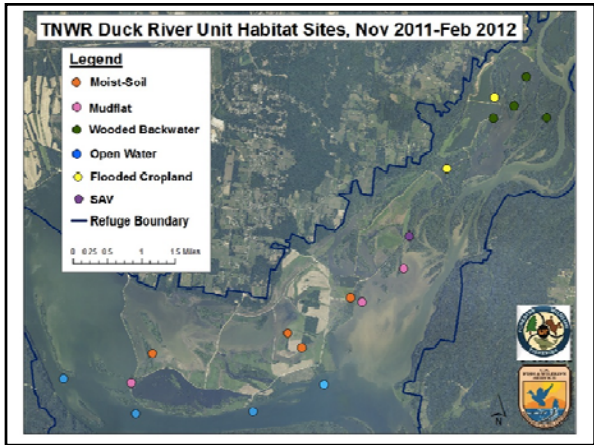 TNWR Duck River Unit Habitat Sites, Nov 2011-Feb 2012
Legend
Moist-Soil
Mudflat
Wooded Backwater
Open Water
Flooded Cropland
SAV
Refuge Boundary
0 0.25 0.5 1 1.5 Miles
N